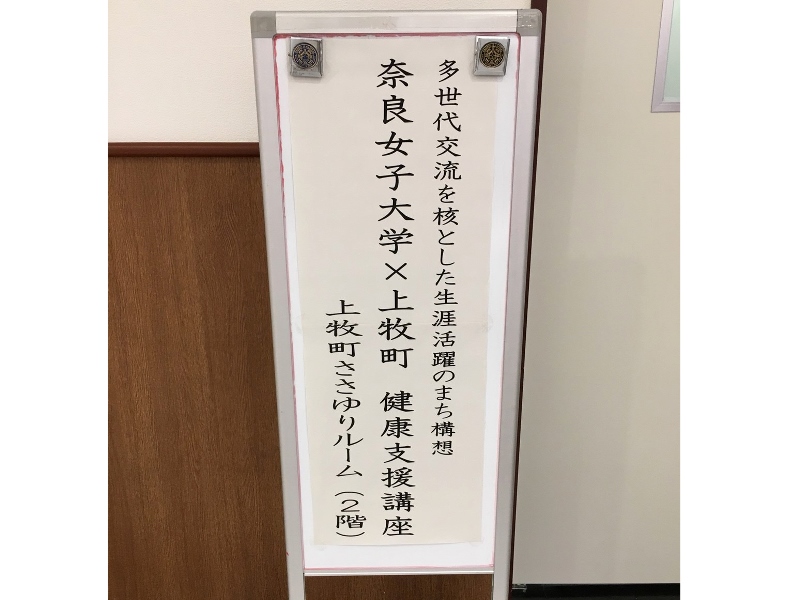 多世代交流を核とした生涯活躍のまち構想
奈良女子大学×上牧町 健康支援講座
上牧町ささゆりルーム(2階)